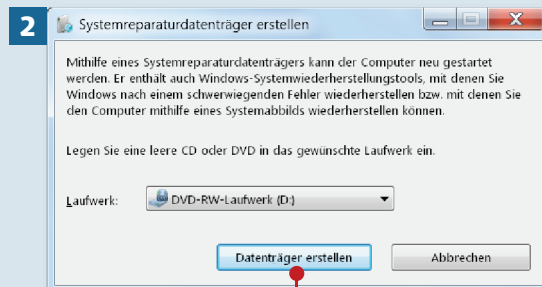 2
Systemreparaturdatenträger erstellen
Mithilfe eines Systemreparaturdatenträgers kann der Computer neu gestartet
werden. Er enthält auch Windows-Systemwiederherstellungstools, mit denen Sie
Windows nach einem schwerwiegenden Fehler wiederherstellen bzw. mit denen Sie
den Computer mithilfe eines Systemabbilds wiederherstellen können.
Legen Sie eine leere CD oder DVD in das gewünschte Laufwerk ein.
Laufwerk: DVD-RW-Laufwerk (D:)
Datenträger erstellen Abbrechen